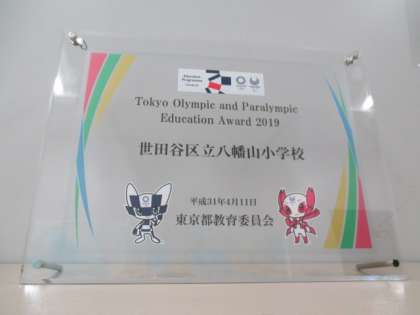 Tokyo Olympic and Paralympic
Education Award 2019
世田谷区立八幡山小学校
平成31年4月11日
東京都教育委員会